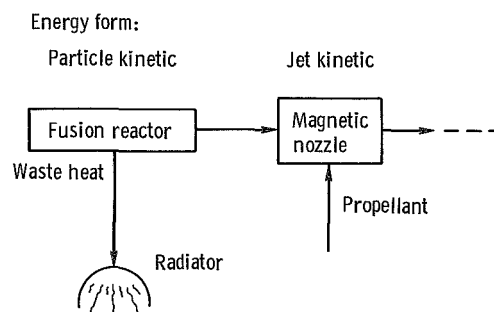 Energy form:
Particle kinetic
Jet kinetic
Fusion reactor
Magnetic
nozzle
Waste heat
Propellant
Radiator